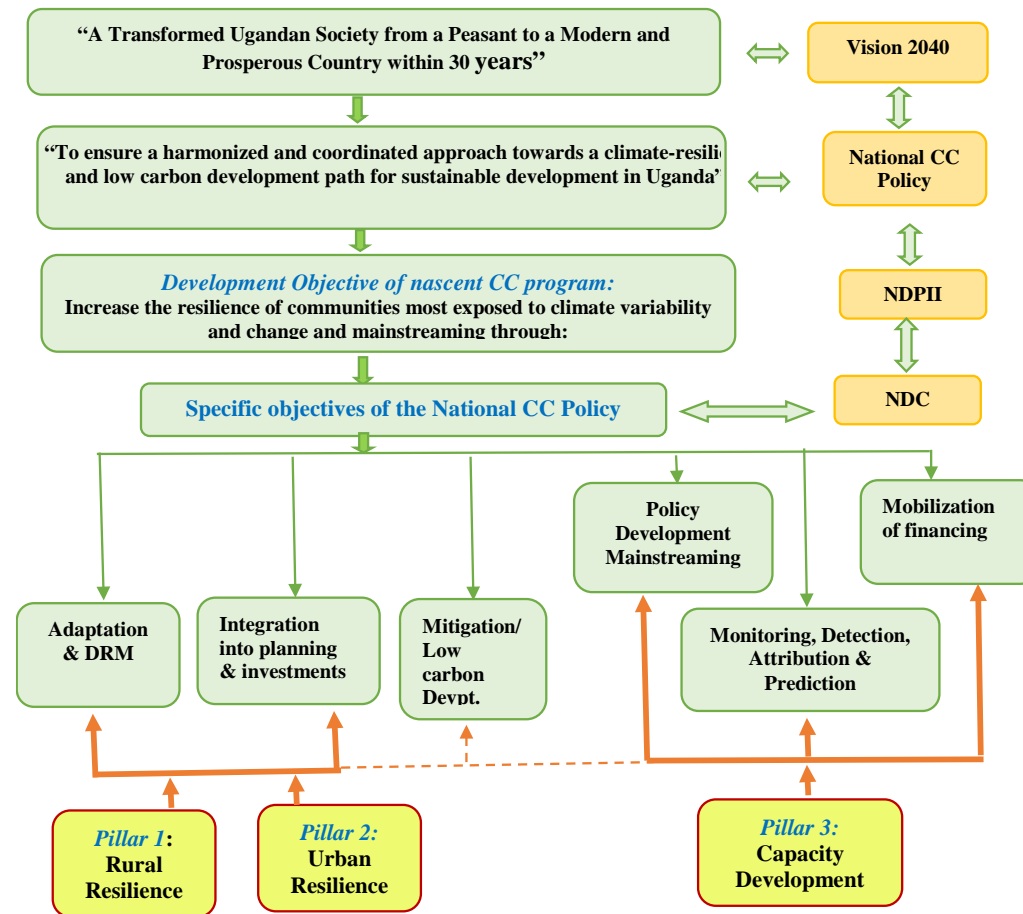 “A Transformed Ugandan Society from a Peasant to a Modern and
Prosperous Country within 30 years”
Vision 2040
“To ensure a harmonized and coordinated approach towards a climate-resili
and low carbon development path for sustainable development in Uganda”
National CC
Policy
Development Objective of nascent CC program:
Increase the resilience of communities most exposed to climate variability
and change and mainstreaming through:
NDPII
Specific objectives of the National CC Policy
NDC
Policy
Development
Mainstreaming
Mobilization
of financing
Adaptation
& DRM
Integration
into planning
& investments
Mitigation/
Low
carbon
Devpt.
Monitoring, Detection,
Attribution &
Prediction
Pillar 1:
Rural
Resilience
Pillar 2:
Urban
Resilience
Pillar 3:
Capacity
Development